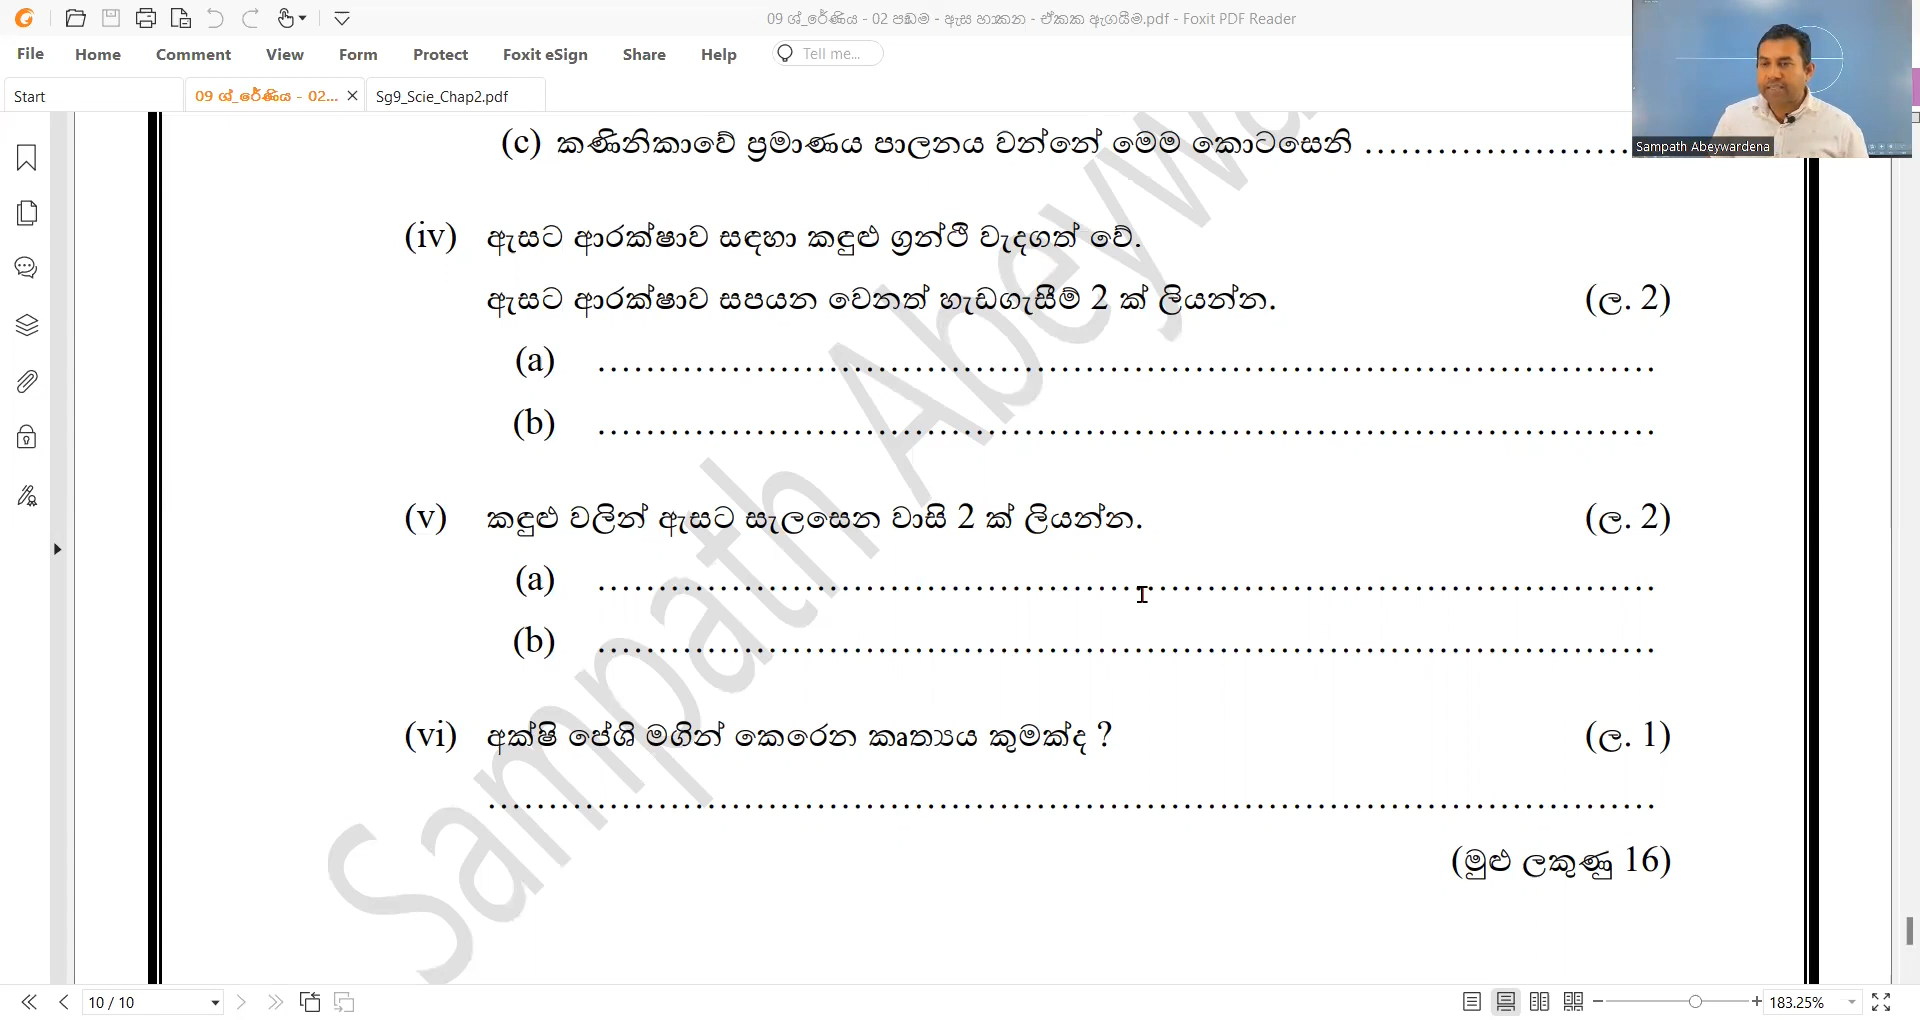 09 ශ්‍රේණිය - 02 පාඩම - ඇස හා කන - ඒකක ඇගයීම.pdf - Foxit PDF Reader
File Home Comment View Form Protect Foxit eSign Share Help Tell me...
Start 09 ශ්‍රේණිය - 02... Sg9_Scie_Chap2.pdf
Sampath Abeywardena
(c) කණිනිකාවේ ප්‍රමාණය පාලනය වන්නේ මෙම කොටසෙනි ......................
(iv) ඇසට ආරක්ෂාව සඳහා කඳුළු ග්‍රන්ථි වැදගත් වේ.
ඇසට ආරක්ෂාව සපයන වෙනත් හැඩගැසීම් 2 ක් ලියන්න. (ල. 2)
(a) ........................................................................................
(b) ........................................................................................
(v) කඳුළු වලින් ඇසට සැලසෙන වාසි 2 ක් ලියන්න. (ල. 2)
(a) ........................................................................................
(b) ........................................................................................
(vi) අක්ෂි පේශි මගින් කෙරෙන කෘත්‍යය කුමක්ද ? (ල. 1)
.................................................................................................
(මුළු ලකුණු 16)
Sampath Abeyw
10 / 10 183.25%